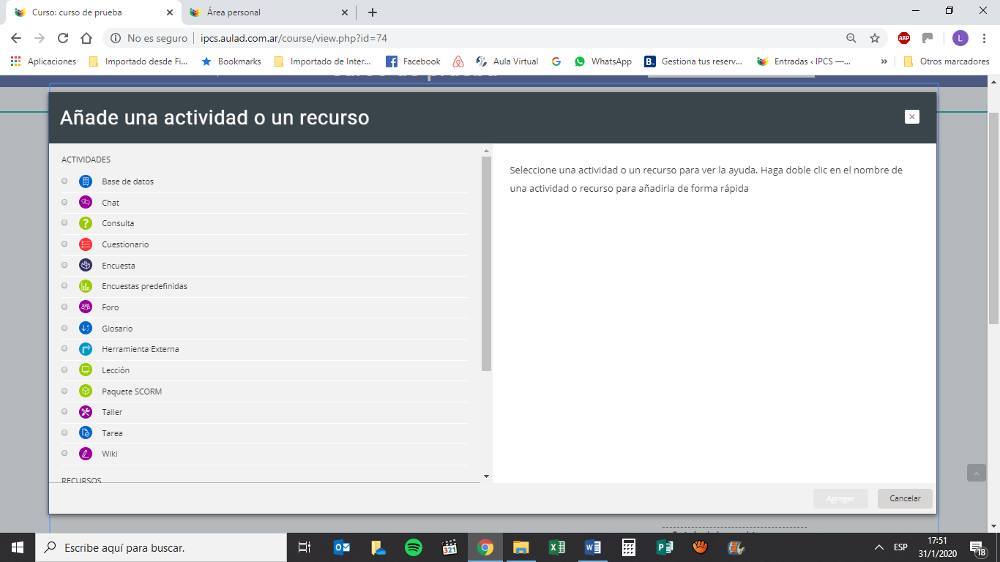 Curso: curso de prueba
Área personal
No es seguro
ipcs.aulad.com.ar/course/view.php?id=74
ABP
L
Aplicaciones
Importado desde Fi...
Bookmarks
Importado de Inter...
Facebook
Aula Virtual
WhatsApp
Gestiona tus reserv...
Entradas ‹ IPCS —...
»
Otros marcadores
Añade una actividad o un recurso
ACTIVIDADES
Base de datos
Chat
Consulta
Cuestionario
Encuesta
Encuestas predefinidas
Foro
Glosario
Herramienta Externa
Lección
Paquete SCORM
Taller
Tarea
Wiki
RECURSOS
Seleccione una actividad o un recurso para ver la ayuda. Haga doble clic en el nombre de
una actividad o recurso para añadirla de forma rápida
Agregar
Cancelar
Escribe aquí para buscar.
ESP
17:51
31/1/2020
18